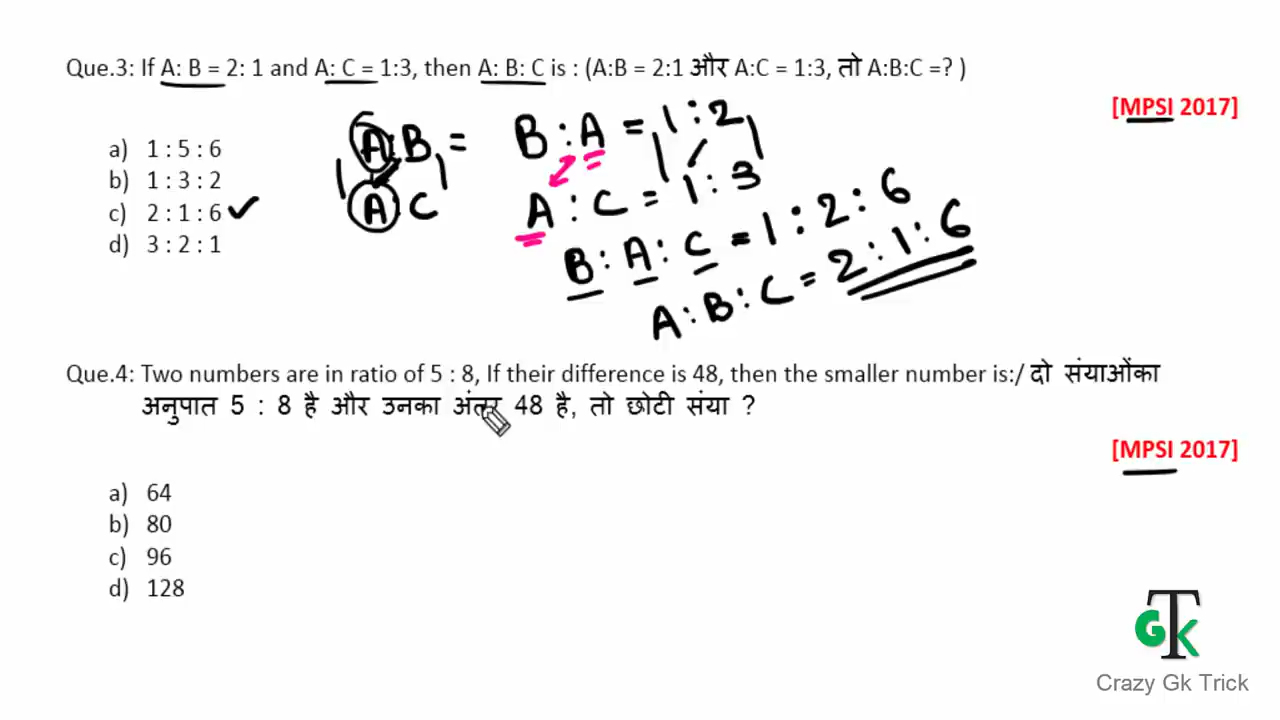 Que.3: If A: B = 2: 1 and A: C = 1:3, then A: B: C is : (A:B = 2:1 और A:C = 1:3, तो A:B:C =? )
[MPSI 2017]
a) 1 : 5 : 6
b) 1 : 3 : 2
c) 2 : 1 : 6
d) 3 : 2 : 1
A:B =
A: C
B:A = 1:2
A:C = 1:3
B:A:C = 1:2:6
A:B:C = 2:1:6
Que.4: Two numbers are in ratio of 5 : 8, If their difference is 48, then the smaller number is:/ दो संयाओंका
अनुपात 5 : 8 है और उनका अंतर 48 है, तो छोटी संया ?
[MPSI 2017]
a) 64
b) 80
c) 96
d) 128
GTK
Crazy Gk Trick